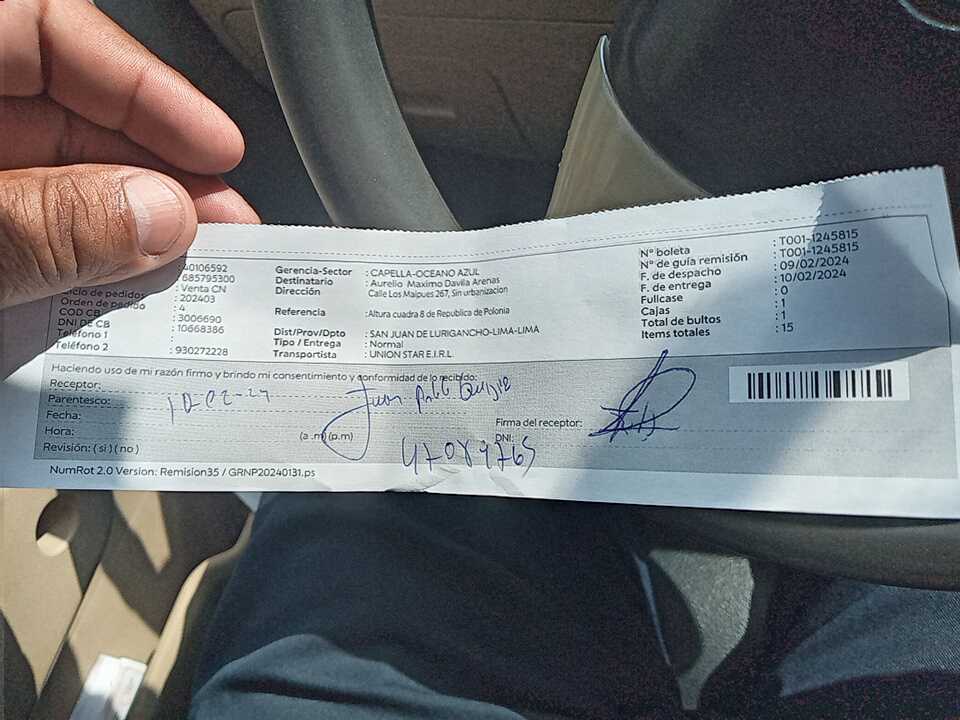 40106592
685795300
Ciclo de pedidos : Venta CN
Orden de pedido : 202403
COD CB : 4
DNI DE CB : 3006690
Teléfono 1 : 10668386
Teléfono 2 : 930272228
Gerencia-Sector : CAPELLA-OCEANO AZUL
Destinatario : Aurelio Maximo Davila Arenas
Dirección : Calle Los Maipues 267, Sin urbanizacion
Referencia : Altura cuadra 8 de Republica de Polonia
Dist/Prov/Dpto : SAN JUAN DE LURIGANCHO-LIMA-LIMA
Tipo / Entrega : Normal
Transportista : UNION STAR E.I.R.L.
N° boleta : T001-1245815
N° de guía remisión : T001-1245815
F. de despacho : 09/02/2024
F. de entrega : 10/02/2024
Fullcase : 0
Cajas : 1
Total de bultos : 1
Items totales : 15
Haciendo uso de mi razón firmo y brindo mi consentimiento y conformidad de lo recibido:
Receptor: Juan Pablo
Parentesco:
Fecha: 10-02-24
Hora: (a .m) (p.m)
Revisión: ( si ) ( no )
Firma del receptor:
DNI:
47084765
NumRot 2.0 Version: Remision35 / GRNP20240131.ps